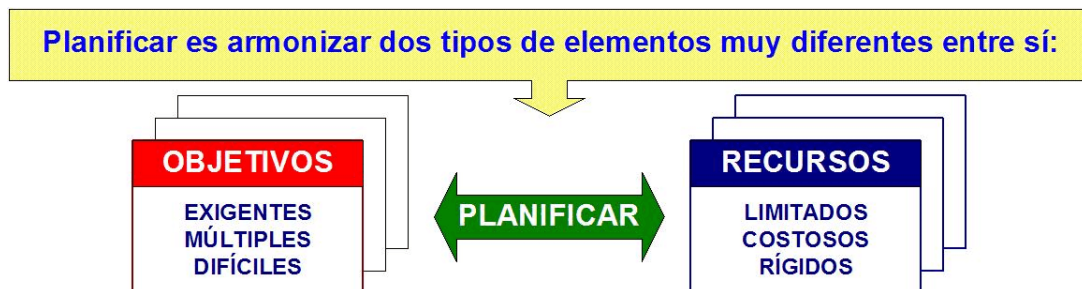 Planificar es armonizar dos tipos de elementos muy diferentes entre sí:
OBJETIVOS
EXIGENTES
MÚLTIPLES
DIFÍCILES
PLANIFICAR
RECURSOS
LIMITADOS
COSTOSOS
RÍGIDOS